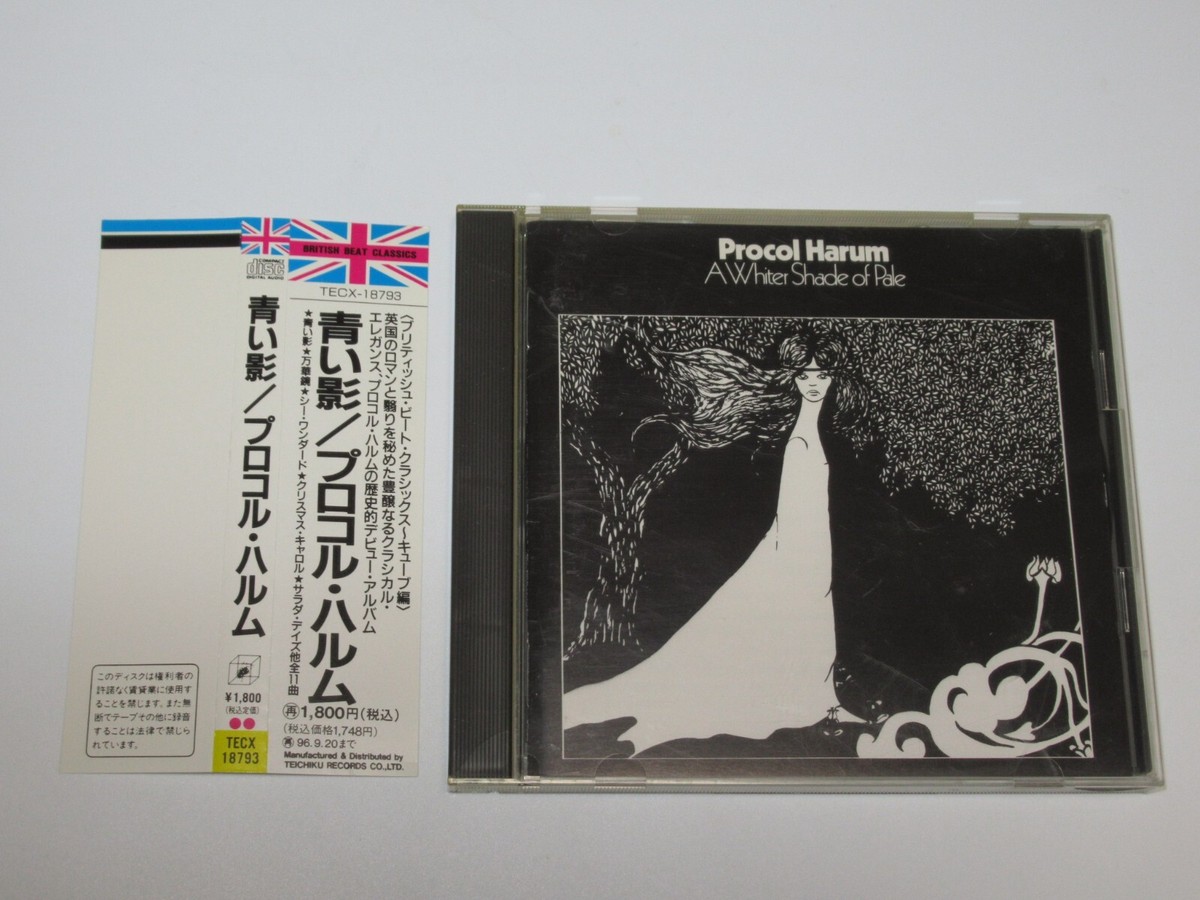 青い影／プロコル・ハルム
¥1,800
(税込定価)
TECX
18793
このディスクは権利者の
許諾なく賃貸業に使用す
ることを禁じます。また無
断でテープその他に録音
することは法律で禁じら
れています。
COMPACT
disc
DIGITAL AUDIO
BRITISH BEAT CLASSICS
TECX-18793
〈ブリティッシュ・ビート・クラシックス〜キューブ編〉
英国のロマンと翳りを秘めた豊醸なるクラシカル・
エレガンス、プロコル・ハルムの歴史的デビュー・アルバム
青い影／プロコル・ハルム
★青い影★万華鏡★シー・ワンダード★クリスマス・キャロル★サラダ・デイズ他全11曲
再1,800円(税込)
(税込価格1,748円)
再96.9.20まで
Manufactured & Distributed by
TEICHIKU RECORDS CO.,LTD.
Procol Harum
A Whiter Shade of Pale